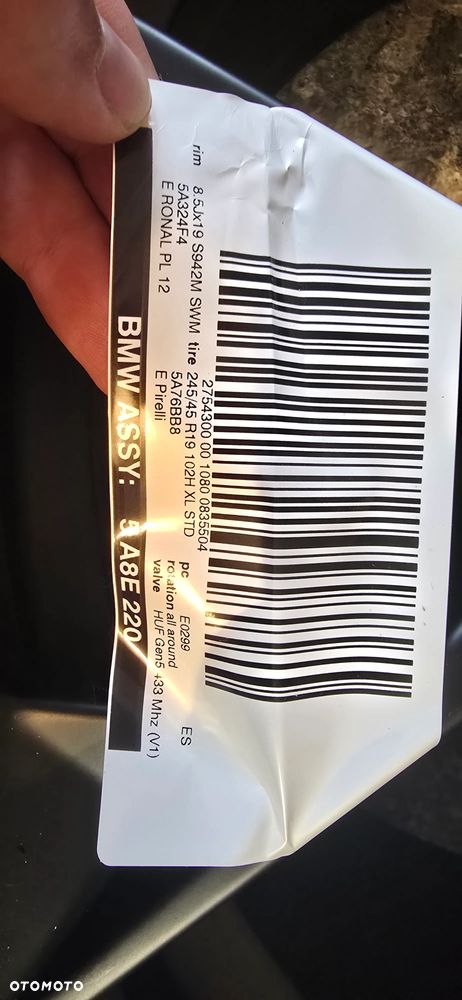 2754300 00 1080 0835504
rim 8.5Jx19 S942M SWM tire 245/45 R19 102H XL STD pc E0299 ES
5A324F4 5A76BB8 rotation all around
E RONAL PL 12 E Pirelli valve HUF Gen5 433 Mhz (V1)
BMW ASSY: 5 A8E 220
OTOMOTO